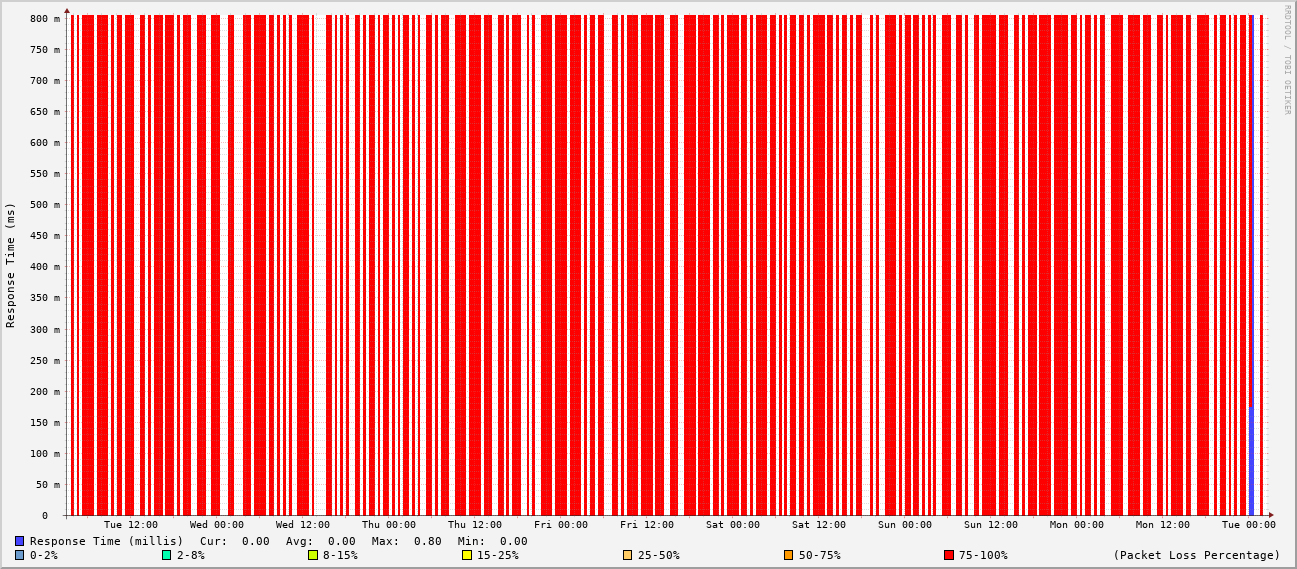 800 m
750 m
700 m
650 m
600 m
550 m
500 m
450 m
400 m
350 m
300 m
250 m
200 m
150 m
100 m
50 m
0
Response Time (ms)
RRDTOOL / TOBI OETIKER
Tue 12:00 Wed 00:00 Wed 12:00 Thu 00:00 Thu 12:00 Fri 00:00 Fri 12:00 Sat 00:00 Sat 12:00 Sun 00:00 Sun 12:00 Mon 00:00 Mon 12:00 Tue 00:00
Response Time (millis) Cur: 0.00 Avg: 0.00 Max: 0.80 Min: 0.00
0-2% 2-8% 8-15% 15-25% 25-50% 50-75% 75-100% (Packet Loss Percentage)